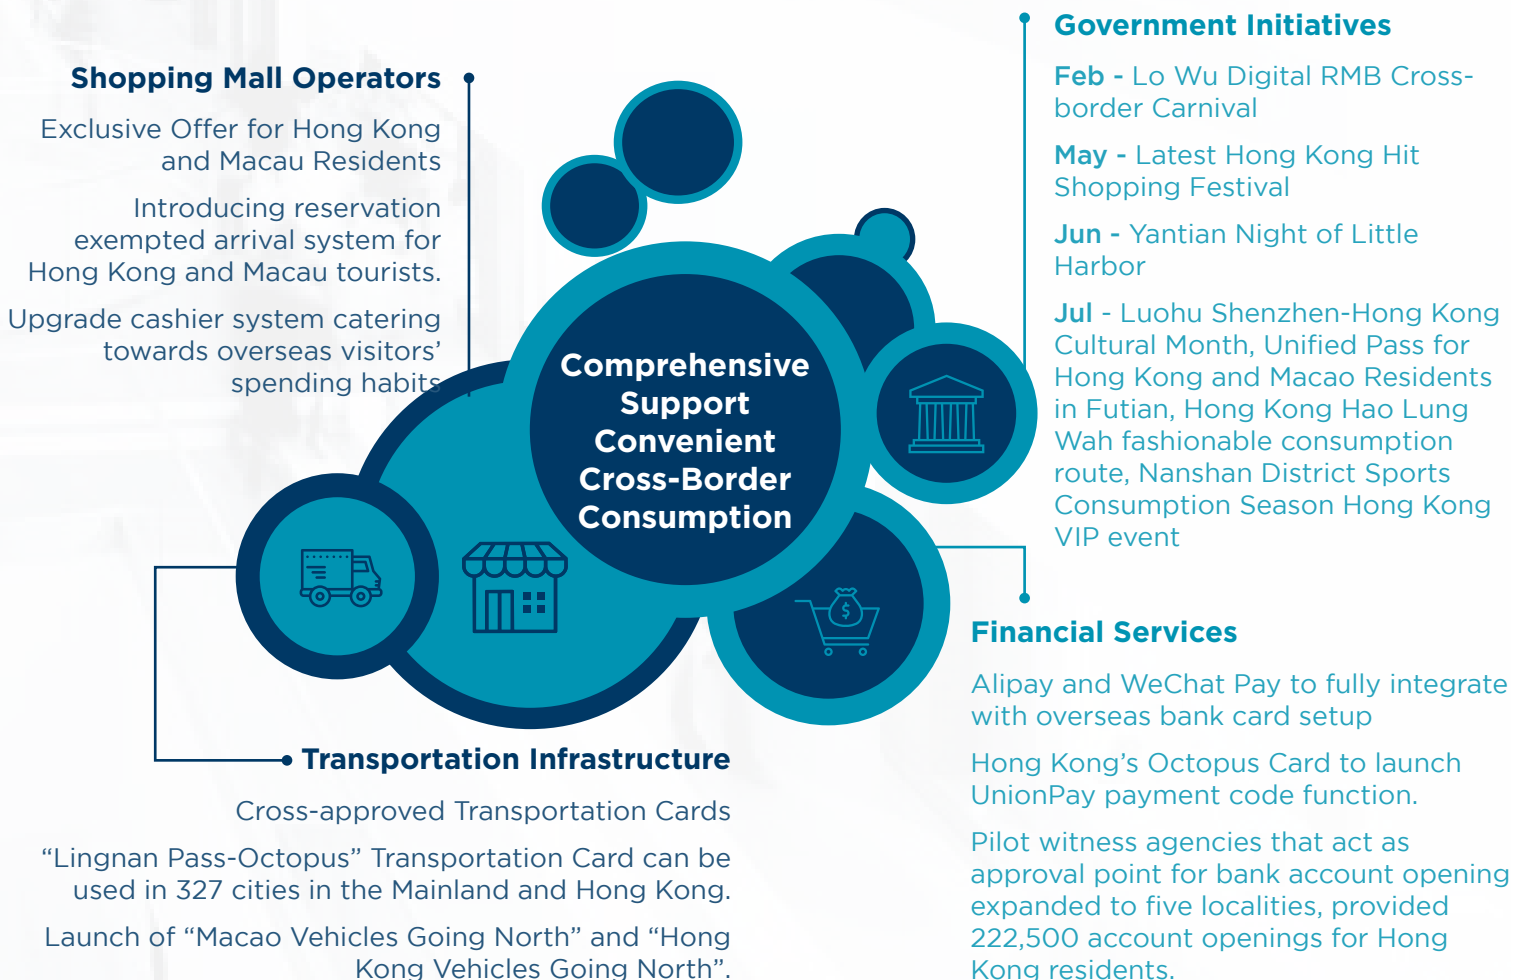 Shopping Mall Operators
Exclusive Offer for Hong Kong
and Macau Residents
Introducing reservation
exempted arrival system for
Hong Kong and Macau tourists.
Upgrade cashier system catering
towards overseas visitors’
spending habits
Comprehensive
Support
Convenient
Cross-Border
Consumption
$
Government Initiatives
Feb - Lo Wu Digital RMB Cross-
border Carnival
May - Latest Hong Kong Hit
Shopping Festival
Jun - Yantian Night of Little
Harbor
Jul - Luohu Shenzhen-Hong Kong
Cultural Month, Unified Pass for
Hong Kong and Macao Residents
in Futian, Hong Kong Hao Lung
Wah fashionable consumption
route, Nanshan District Sports
Consumption Season Hong Kong
VIP event
Transportation Infrastructure
Cross-approved Transportation Cards
“Lingnan Pass-Octopus” Transportation Card can be
used in 327 cities in the Mainland and Hong Kong.
Launch of “Macao Vehicles Going North” and “Hong
Kong Vehicles Going North”.
Financial Services
Alipay and WeChat Pay to fully integrate
with overseas bank card setup
Hong Kong’s Octopus Card to launch
UnionPay payment code function.
Pilot witness agencies that act as
approval point for bank account opening
expanded to five localities, provided
222,500 account openings for Hong
Kong residents.